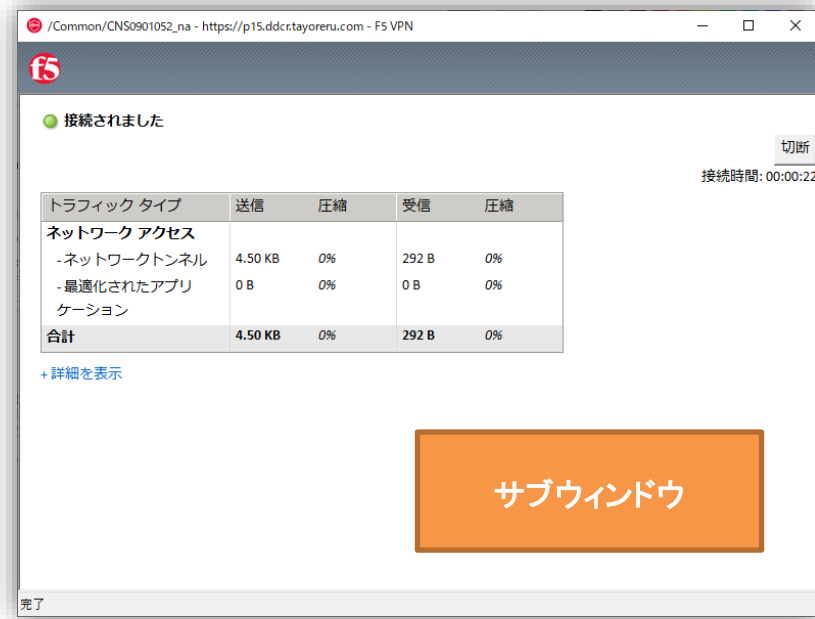 /Common/CNS0901052_na - https://p15.ddcr.tayoreru.com - F5 VPN
f5
接続されました
切断
接続時間: 00:00:22
トラフィック タイプ 送信 圧縮 受信 圧縮
ネットワーク アクセス
-ネットワークトンネル 4.50 KB 0% 292 B 0%
-最適化されたアプリ 0 B 0% 0 B 0%
ケーション
合計 4.50 KB 0% 292 B 0%
+詳細を表示
サブウィンドウ
完了